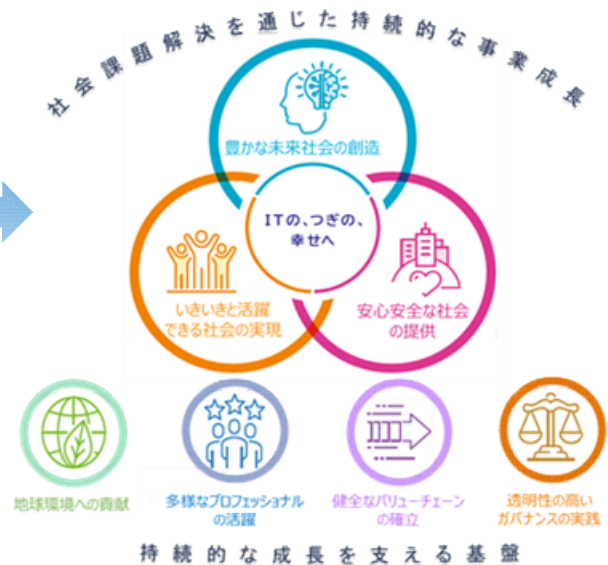 社会課題解決を通じた持続的な事業成長
豊かな未来社会の創造
ITの、つぎの、
幸せへ
いきいきと活躍
できる社会の実現
安心安全な社会
の提供
地球環境への貢献
多様なプロフェッショナル
の活躍
健全なバリューチェーン
の確立
透明性の高い
ガバナンスの実践
持続的な成長を支える基盤